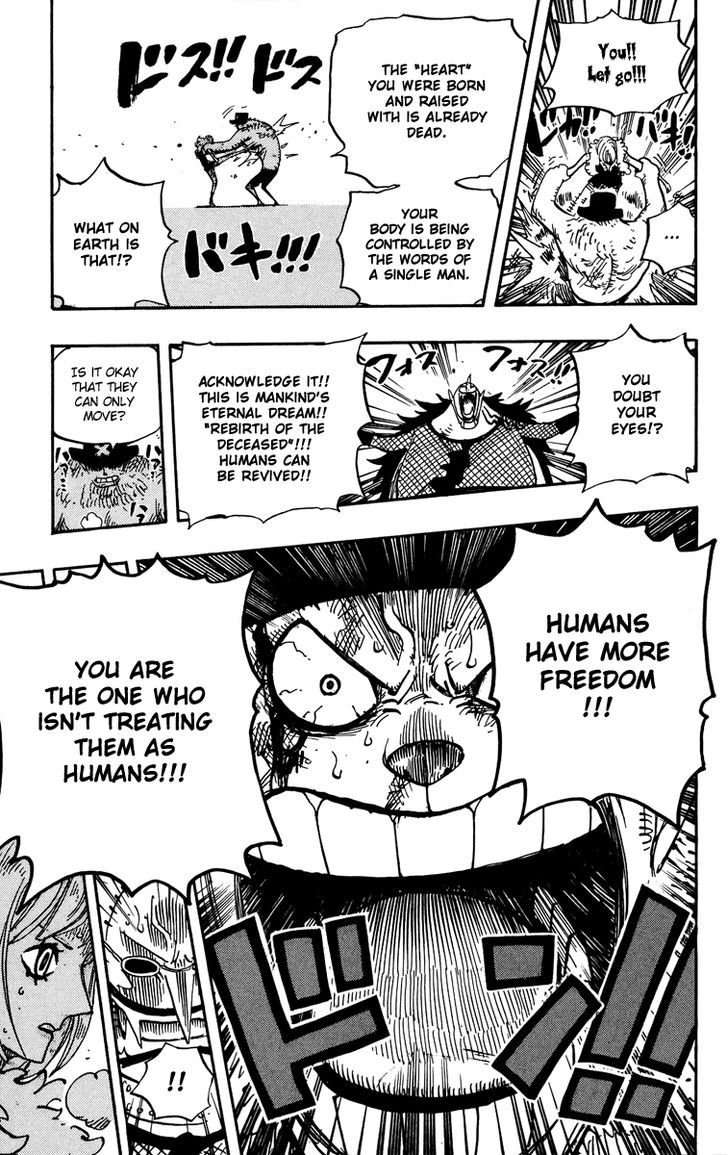 You!!
Let go!!!
ドガ!!
バキ!!
...
THE "HEART"
YOU WERE BORN
AND RAISED
WITH IS ALREADY
DEAD.
YOUR
BODY IS BEING
CONTROLLED BY
THE WORDS OF
A SINGLE MAN.
ドス!! ドス
バキ!!!
WHAT ON
EARTH IS
THAT!?
YOU
DOUBT
YOUR
EYES!?
フォス フォス!!
ACKNOWLEDGE IT!!
THIS IS MANKIND'S
ETERNAL DREAM!!
"REBIRTH OF THE
DECEASED"!!!
HUMANS CAN
BE REVIVED!!
IS IT OKAY
THAT THEY
CAN ONLY
MOVE?
HUMANS
HAVE MORE
FREEDOM
!!!
YOU ARE
THE ONE WHO
ISN'T TREATING
THEM AS
HUMANS!!!
ドン!!
!!